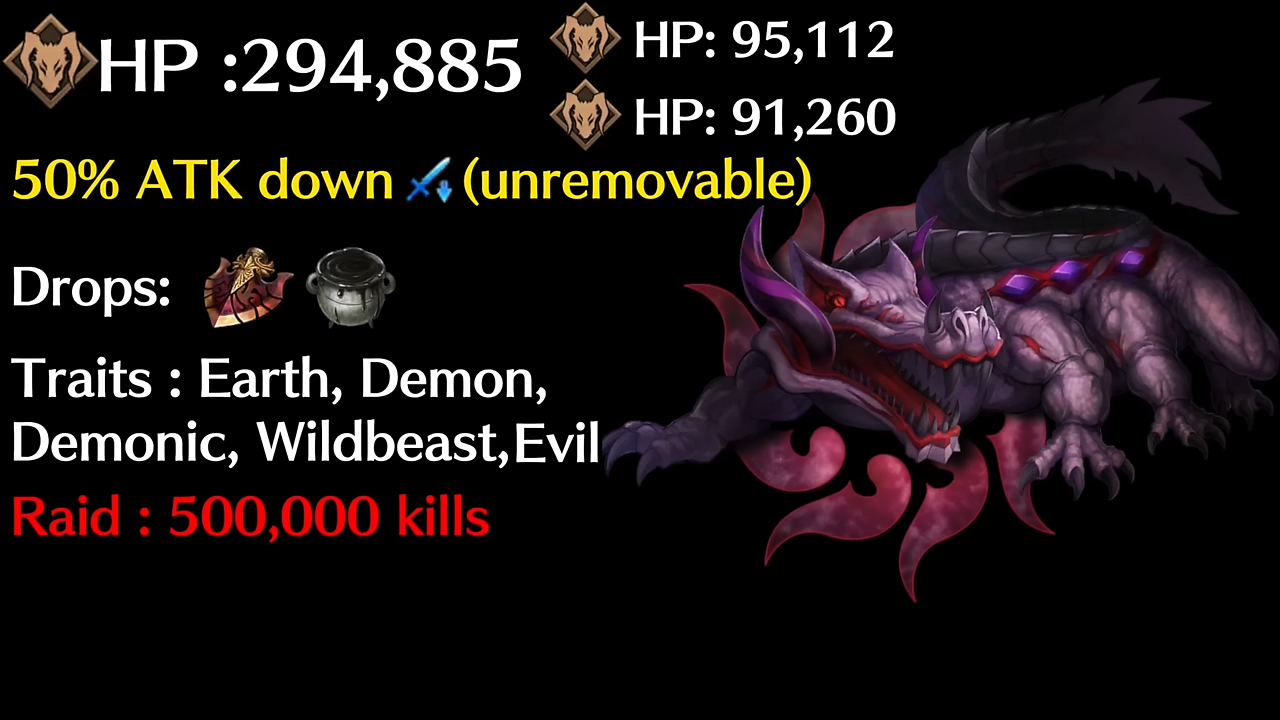 HP :294,885
HP: 95,112
HP: 91,260
50% ATK down (unremovable)
Drops:
Traits : Earth, Demon,
Demonic, Wildbeast,Evil
Raid : 500,000 kills